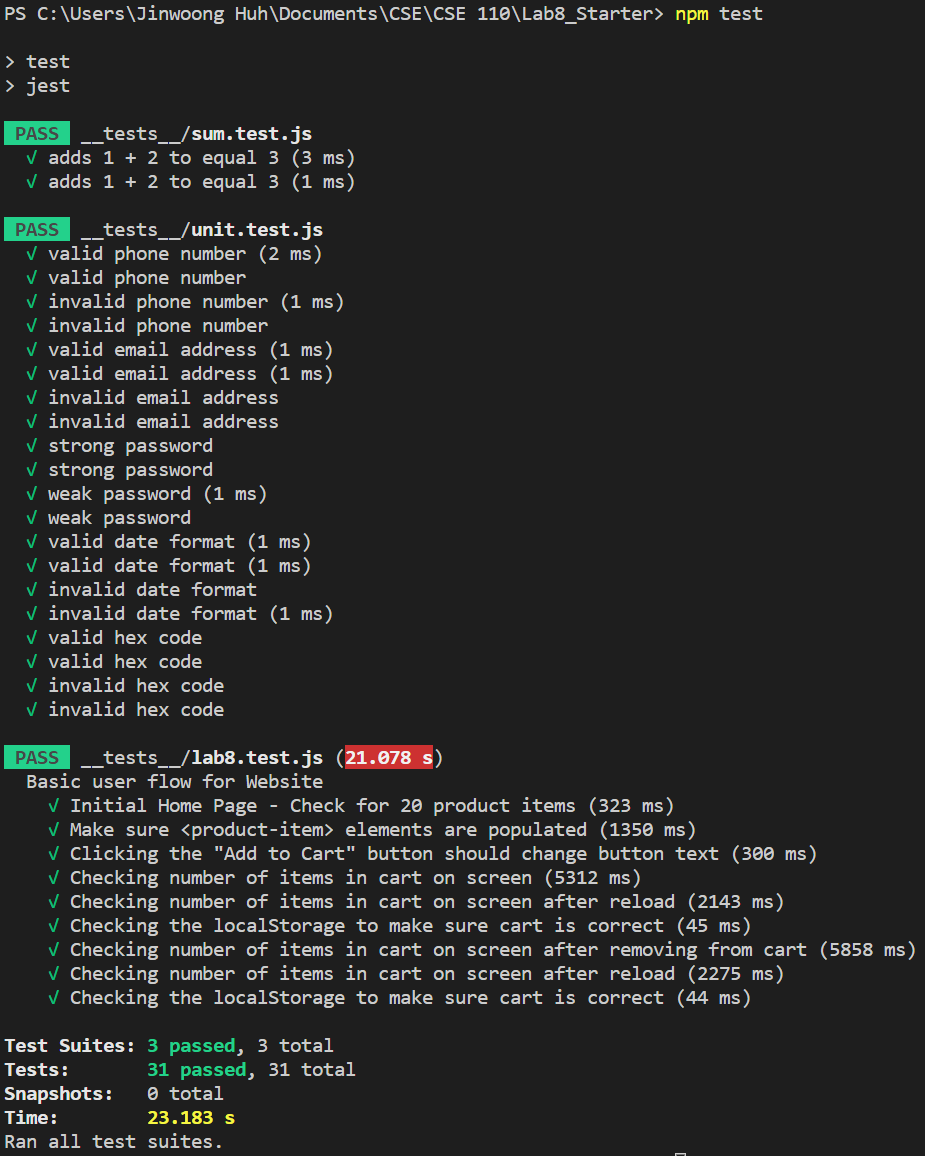 PS C:\Users\Jinwoong Huh\Documents\CSE\CSE 110\Lab8_Starter> npm test
> test
> jest
PASS __tests__/sum.test.js
√ adds 1 + 2 to equal 3 (3 ms)
√ adds 1 + 2 to equal 3 (1 ms)
PASS __tests__/unit.test.js
√ valid phone number (2 ms)
√ valid phone number
√ invalid phone number (1 ms)
√ invalid phone number
√ valid email address (1 ms)
√ valid email address (1 ms)
√ invalid email address
√ invalid email address
√ strong password
√ strong password
√ weak password (1 ms)
√ weak password
√ valid date format (1 ms)
√ valid date format (1 ms)
√ invalid date format
√ invalid date format (1 ms)
√ valid hex code
√ valid hex code
√ invalid hex code
√ invalid hex code
PASS __tests__/lab8.test.js (21.078 s)
Basic user flow for Website
√ Initial Home Page - Check for 20 product items (323 ms)
√ Make sure <product-item> elements are populated (1350 ms)
√ Clicking the "Add to Cart" button should change button text (300 ms)
√ Checking number of items in cart on screen (5312 ms)
√ Checking number of items in cart on screen after reload (2143 ms)
√ Checking the localStorage to make sure cart is correct (45 ms)
√ Checking number of items in cart on screen after removing from cart (5858 ms)
√ Checking number of items in cart on screen after reload (2275 ms)
√ Checking the localStorage to make sure cart is correct (44 ms)
Test Suites: 3 passed, 3 total
Tests: 31 passed, 31 total
Snapshots: 0 total
Time: 23.183 s
Ran all test suites.